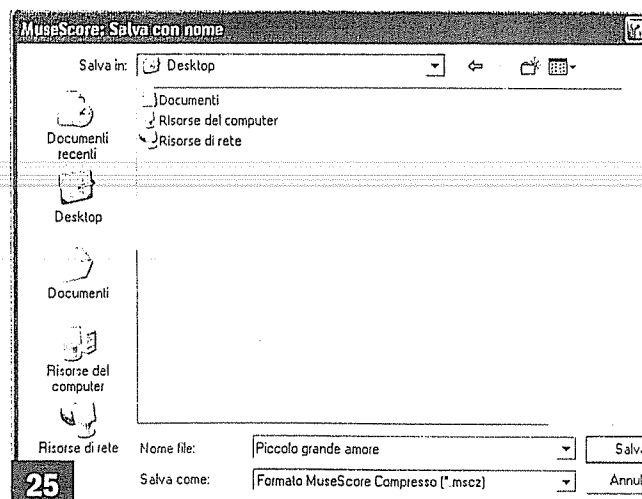 MuseScore: Salva con nome
Salva in: Desktop
Documenti
Risorse del computer
Risorse di rete
Documenti
recenti
Desktop
Documenti
Risorse del
computer
Risorse di rete
Nome file: Piccolo grande amore Salva
Salva come: Formato MuseScore Compresso (*.mscz) Annul
25